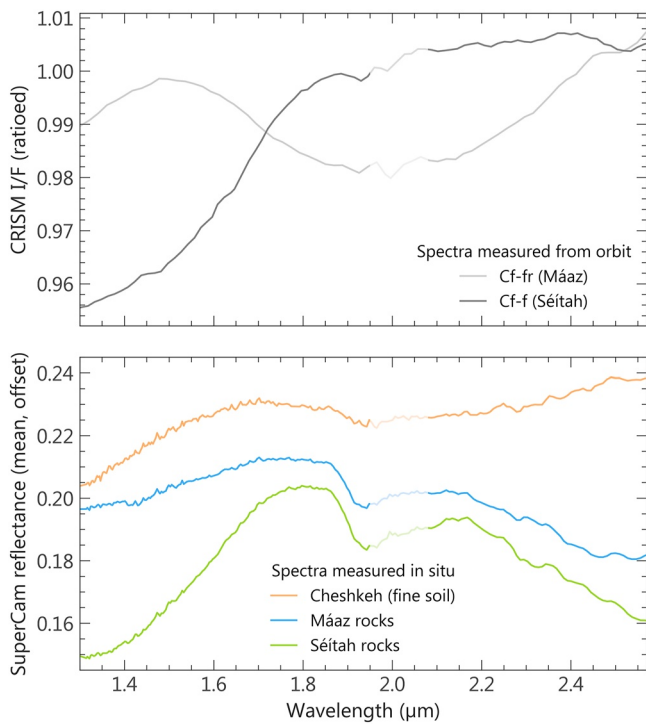 1.01
1.00
0.99
0.98
0.97
0.96
CRISM I/F (ratioed)
Spectra measured from orbit
Cf-fr (Máaz)
Cf-f (Séítah)
0.24
0.22
0.20
0.18
0.16
SuperCam reflectance (mean, offset)
Spectra measured in situ
Cheshkeh (fine soil)
Máaz rocks
Séítah rocks
1.4 1.6 1.8 2.0 2.2 2.4
Wavelength (μm)